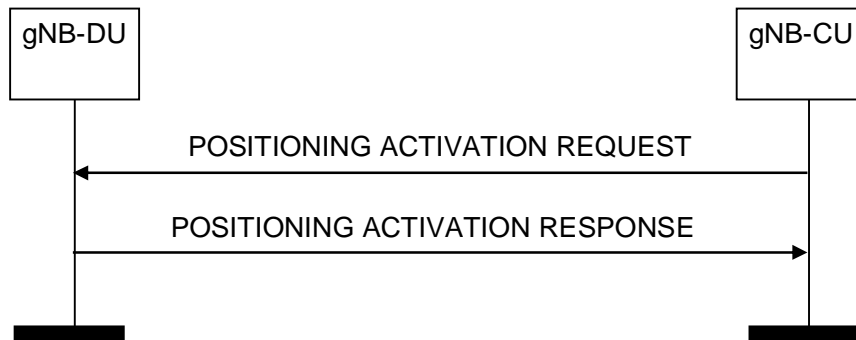 gNB-DU
gNB-CU
POSITIONING ACTIVATION REQUEST
POSITIONING ACTIVATION RESPONSE